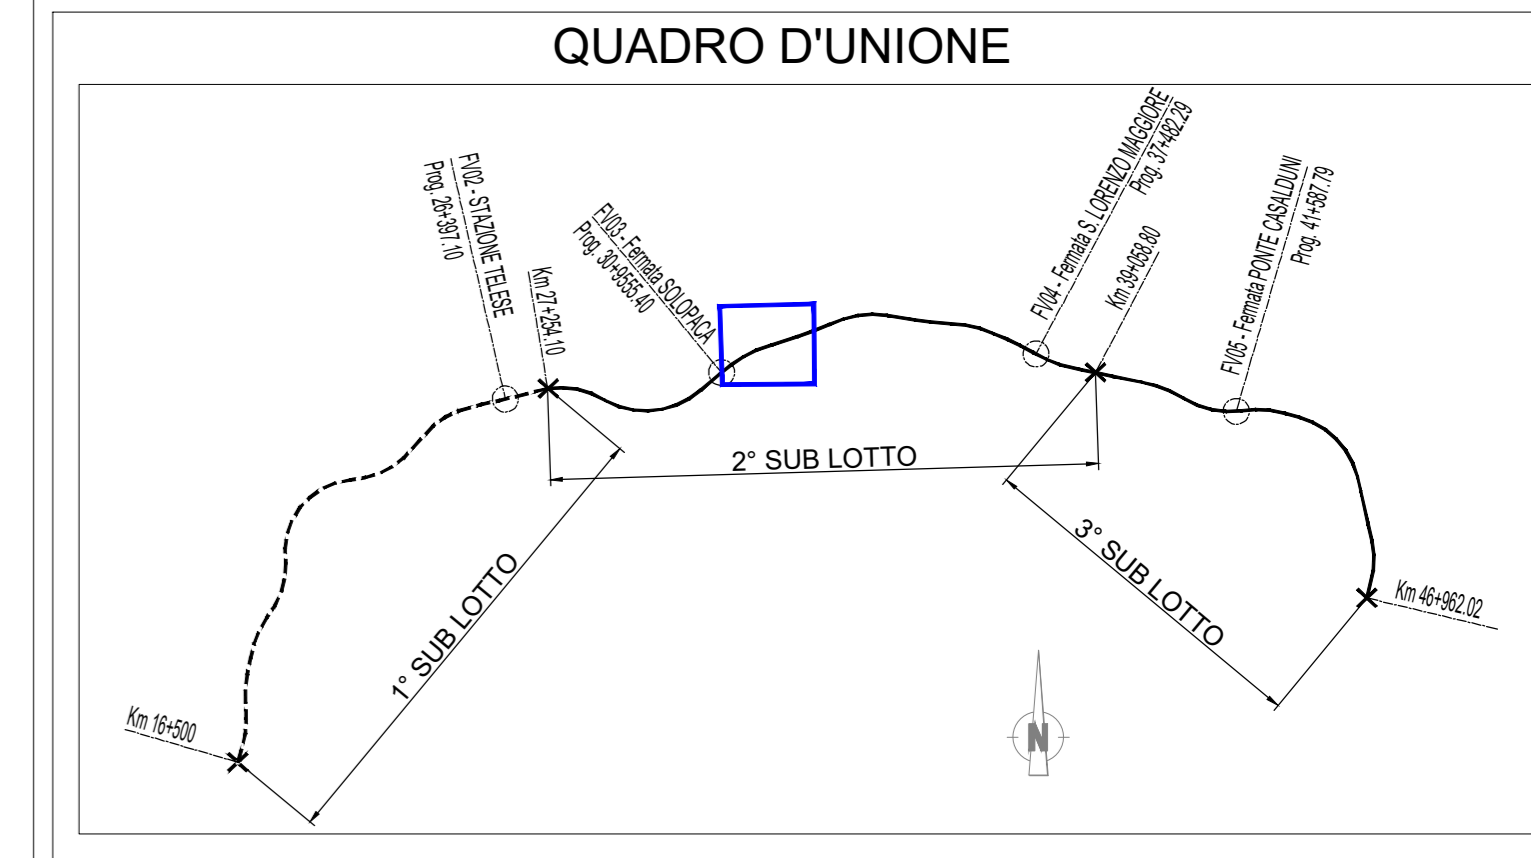 QUADRO D'UNIONE
FV02 - STAZIONE TELESE
Prog. 26+397.10
Km 27+254.10
FV03 - Fermata SOLOPACA
Prog. 30+9555.40
FV04 - Fermata S. LORENZO MAGGIORE
Prog. 37+482.29
Km 39+058.80
FV05 - Fermata PONTE CASALDUNI
Prog. 41+587.79
2° SUB LOTTO
1° SUB LOTTO
3° SUB LOTTO
Km 46+962.02
Km 16+500
N